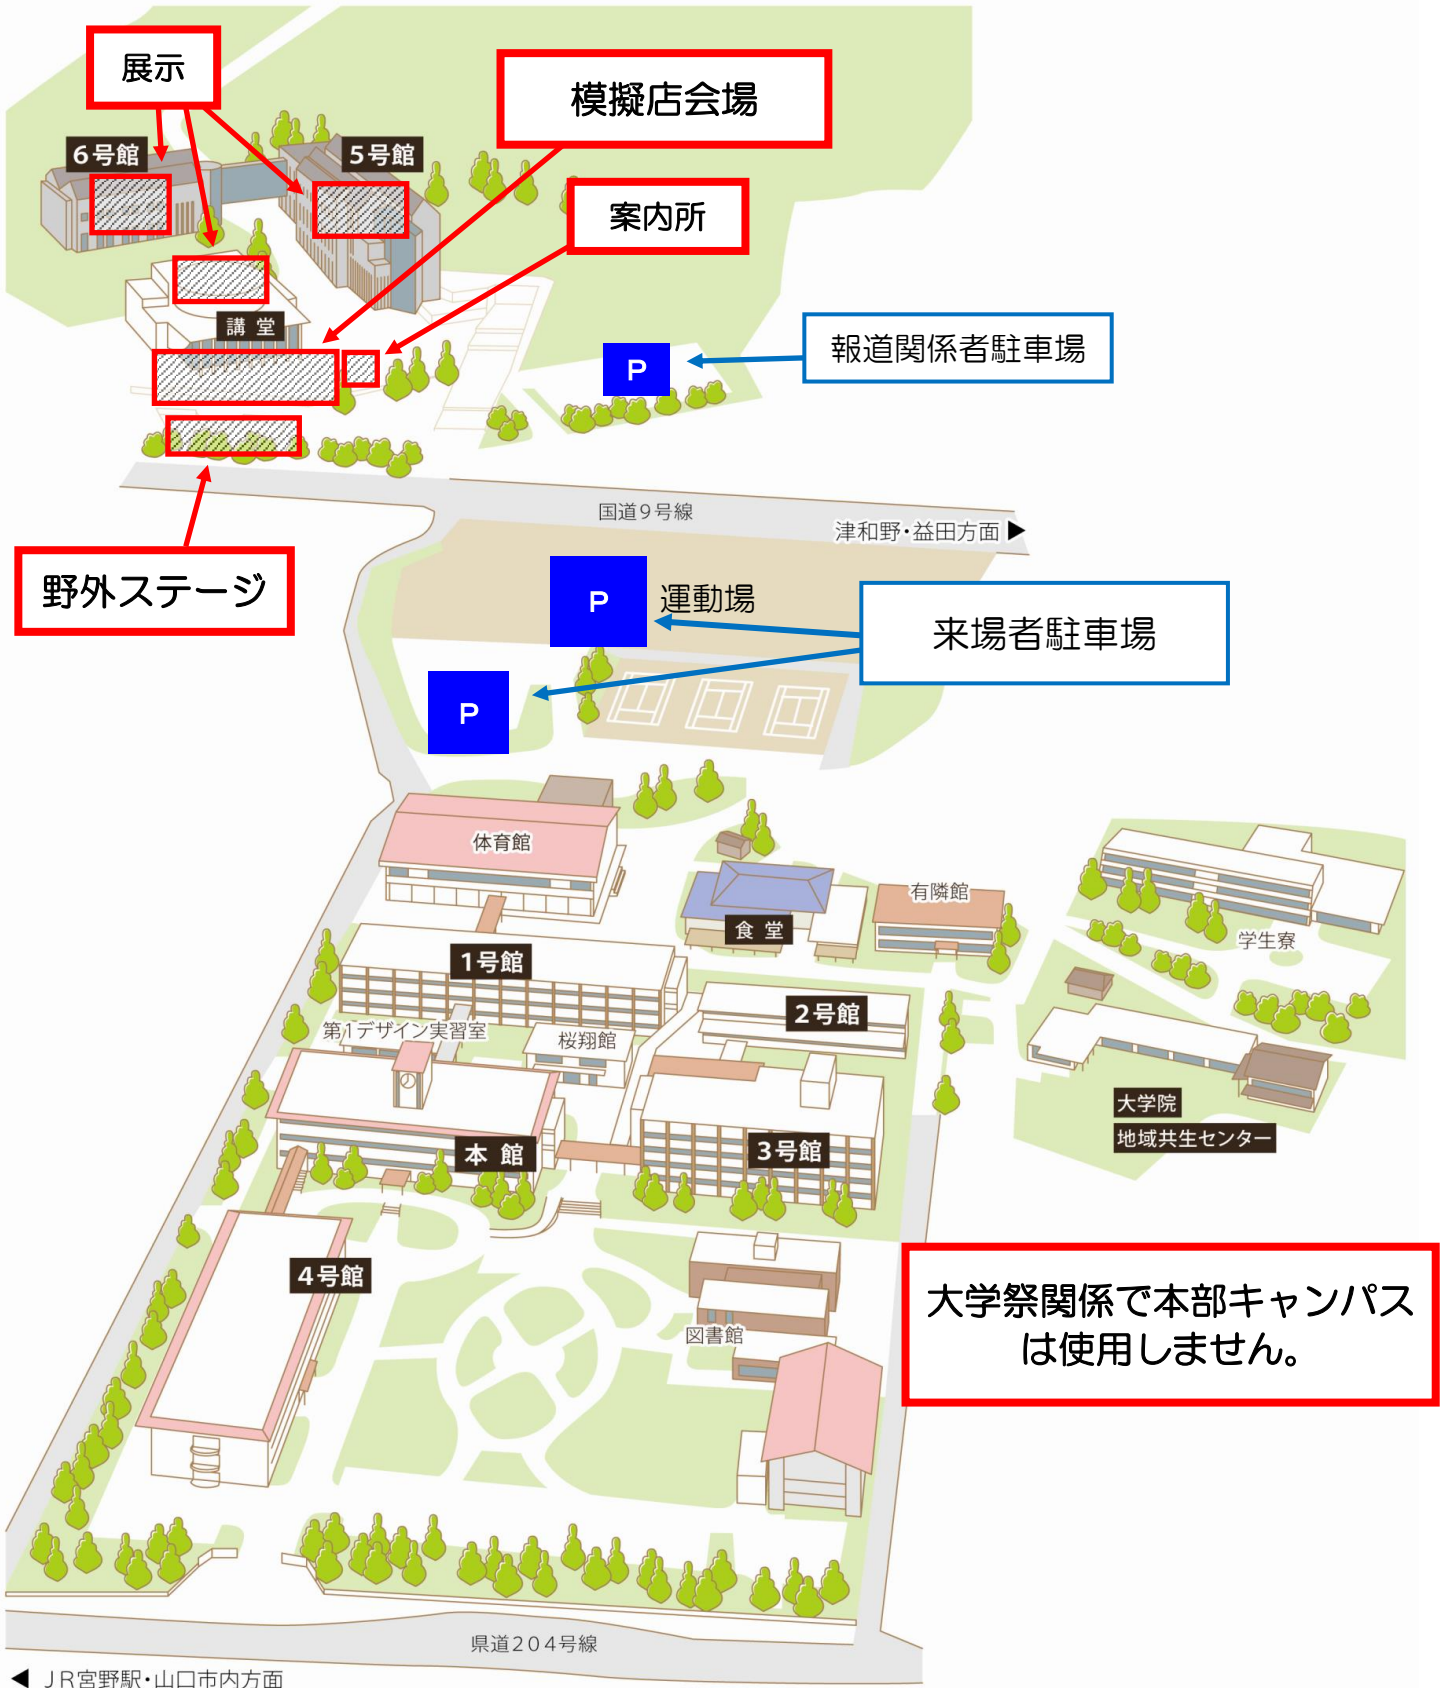 展示
模擬店会場
6号館
5号館
案内所
講堂
報道関係者駐車場
P
国道9号線
津和野・益田方面 ▶
野外ステージ
P
運動場
来場者駐車場
P
体育館
有隣館
食堂
学生寮
1号館
2号館
第1デザイン実習室
桜翔館
大学院
地域共生センター
本館
3号館
4号館
大学祭関係で本部キャンパス
は使用しません。
図書館
県道204号線
◀ JR宮野駅・山口市内方面